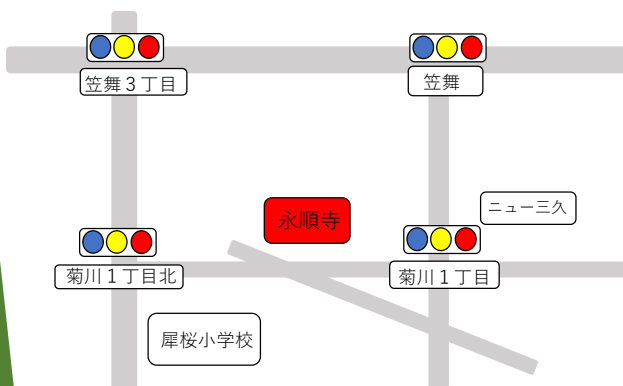 笠舞３丁目
笠舞
ニュー三久
永順寺
菊川１丁目北
菊川１丁目
犀桜小学校